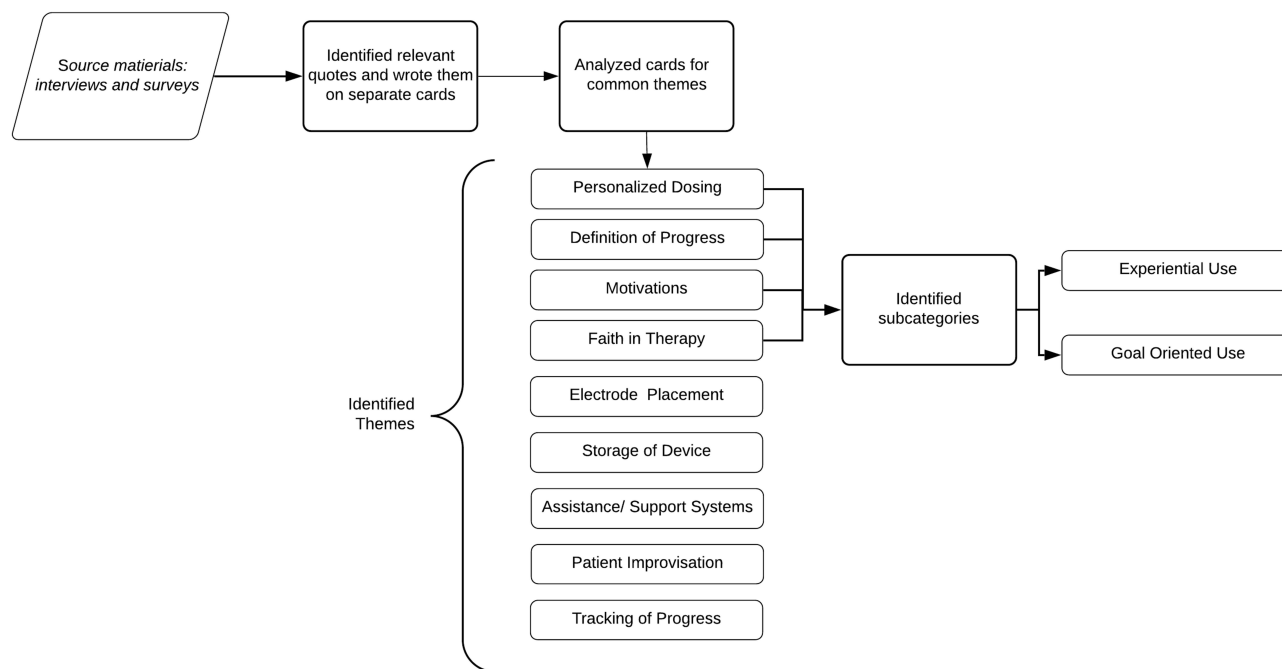 Source matierials:
interviews and surveys
Identified relevant
quotes and wrote them
on separate cards
Analyzed cards for
common themes
Personalized Dosing
Definition of Progress
Motivations
Faith in Therapy
Electrode  Placement
Storage of Device
Assistance/ Support Systems
Patient Improvisation
Tracking of Progress
Identified
Themes
Identified
subcategories
Experiential Use
Goal Oriented Use